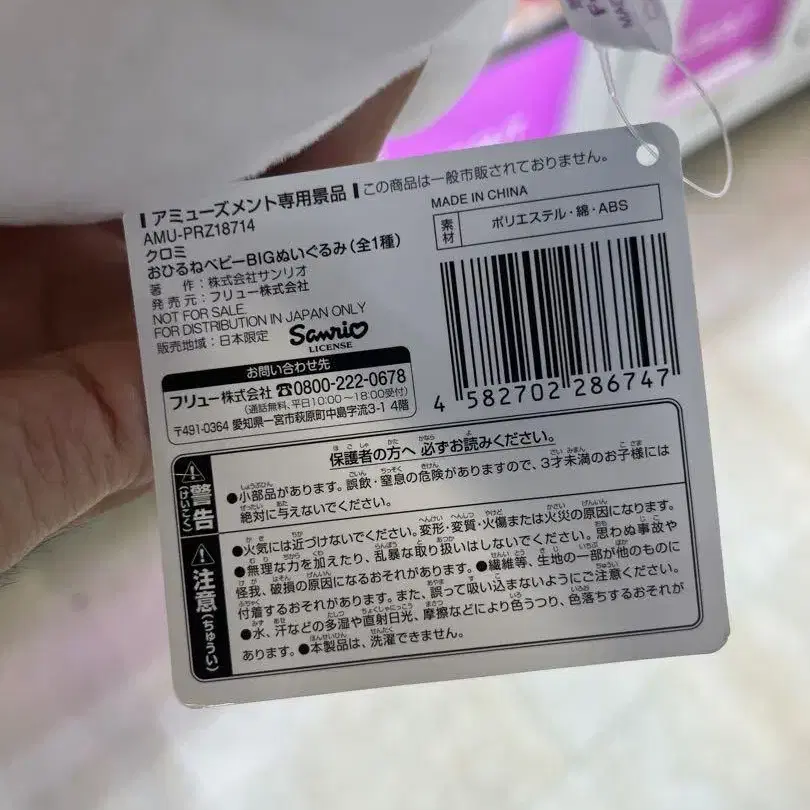 アミューズメント専用景品 この商品は一般市販されておりません。
AMU-PRZ18714
クロミ
おひるねベビーBIGぬいぐるみ(全1種)
著 作:株式会社サンリオ
発売元:フリュー株式会社
NOT FOR SALE
FOR DISTRIBUTION IN JAPAN ONLY
販売地域:日本限定
Sanrio
LICENSE
MADE IN CHINA
素材 ポリエステル・綿・ABS
4 582702 286747
お問い合わせ先
フリュー株式会社 ☎0800-222-0678
(通話無料、平日10:00~18:00受付)
〒491-0364 愛知県一宮市萩原町中島字流3-1 4階
保護者の方へ 必ずお読みください。
警告(けいこく)
●小部品があります。誤飲・窒息の危険がありますので、3才未満のお子様には
絶対に与えないでください。
注意(ちゅうい)
●火気には近づけないでください。変形・変質・火傷または火災の原因になります。
●無理な力を加えたり、乱暴な取り扱いはしないでください。思わぬ事故や
怪我、破損の原因になるおそれがあります。●繊維等、生地の一部が他のものに
付着するおそれがあります。また、誤って吸い込まないようにご注意ください。
●水、汗などの多湿や直射日光、摩擦などにより色うつり、色落ちするおそれが
あります。●本製品は、洗濯できません。